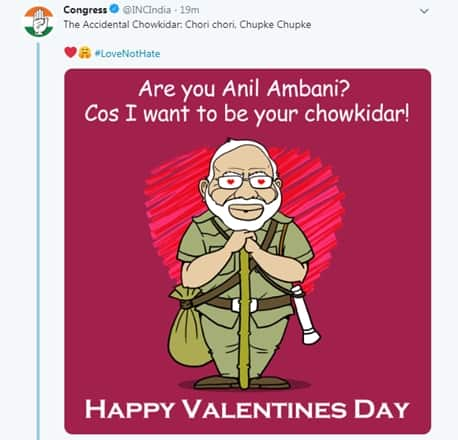 Congress @INCIndia · 19m
The Accidental Chowkidar: Chori chori, Chupke Chupke
❤️🤗 #LoveNotHate
Are you Anil Ambani?
Cos I want to be your chowkidar!
HAPPY VALENTINES DAY